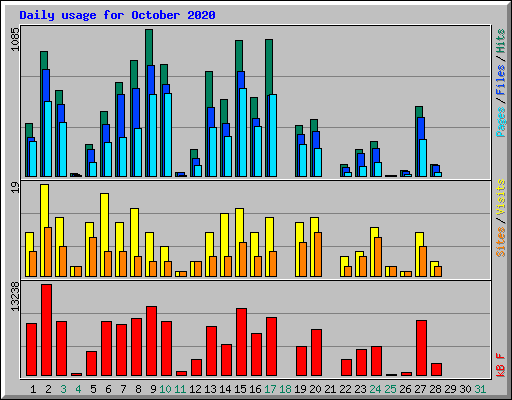 Daily usage for October 2020
1085
Pages/Files/Hits
19
Sites/Visits
13238
kB F
1 2 3 4 5 6 7 8 9 10 11 12 13 14 15 16 17 18 19 20 21 22 23 24 25 26 27 28 29 30 31